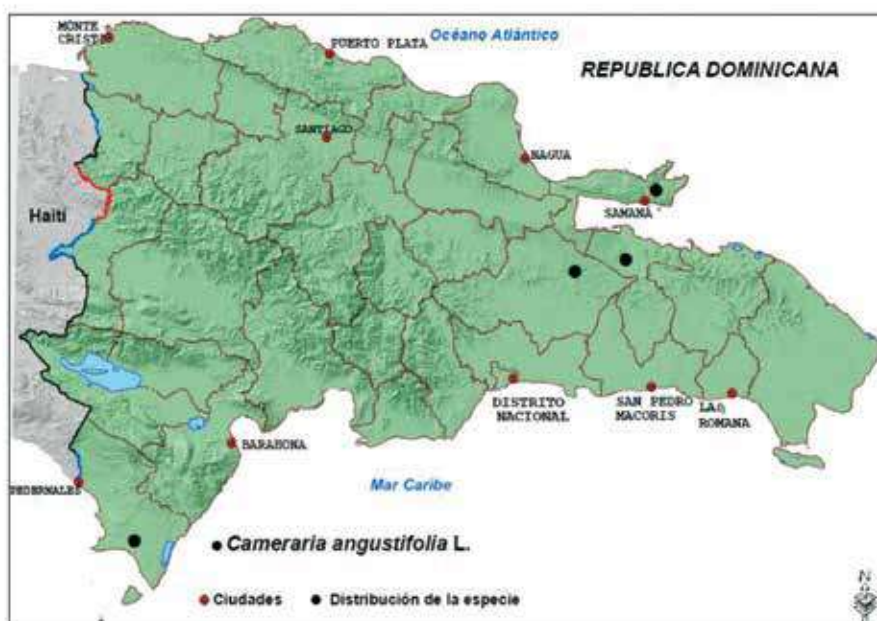 MONTE
CRISTI
PUERTO PLATA
Océano Atlántico
REPUBLICA DOMINICANA
SANTIAGO
NAGUA
Haití
SAMANA
DISTRITO
NACIONAL
SAN PEDRO
MACORIS
LA
ROMANA
BARAHONA
PEDERNALES
Mar Caribe
Cameraria angustifolia L.
Ciudades
Distribución de la especie
N